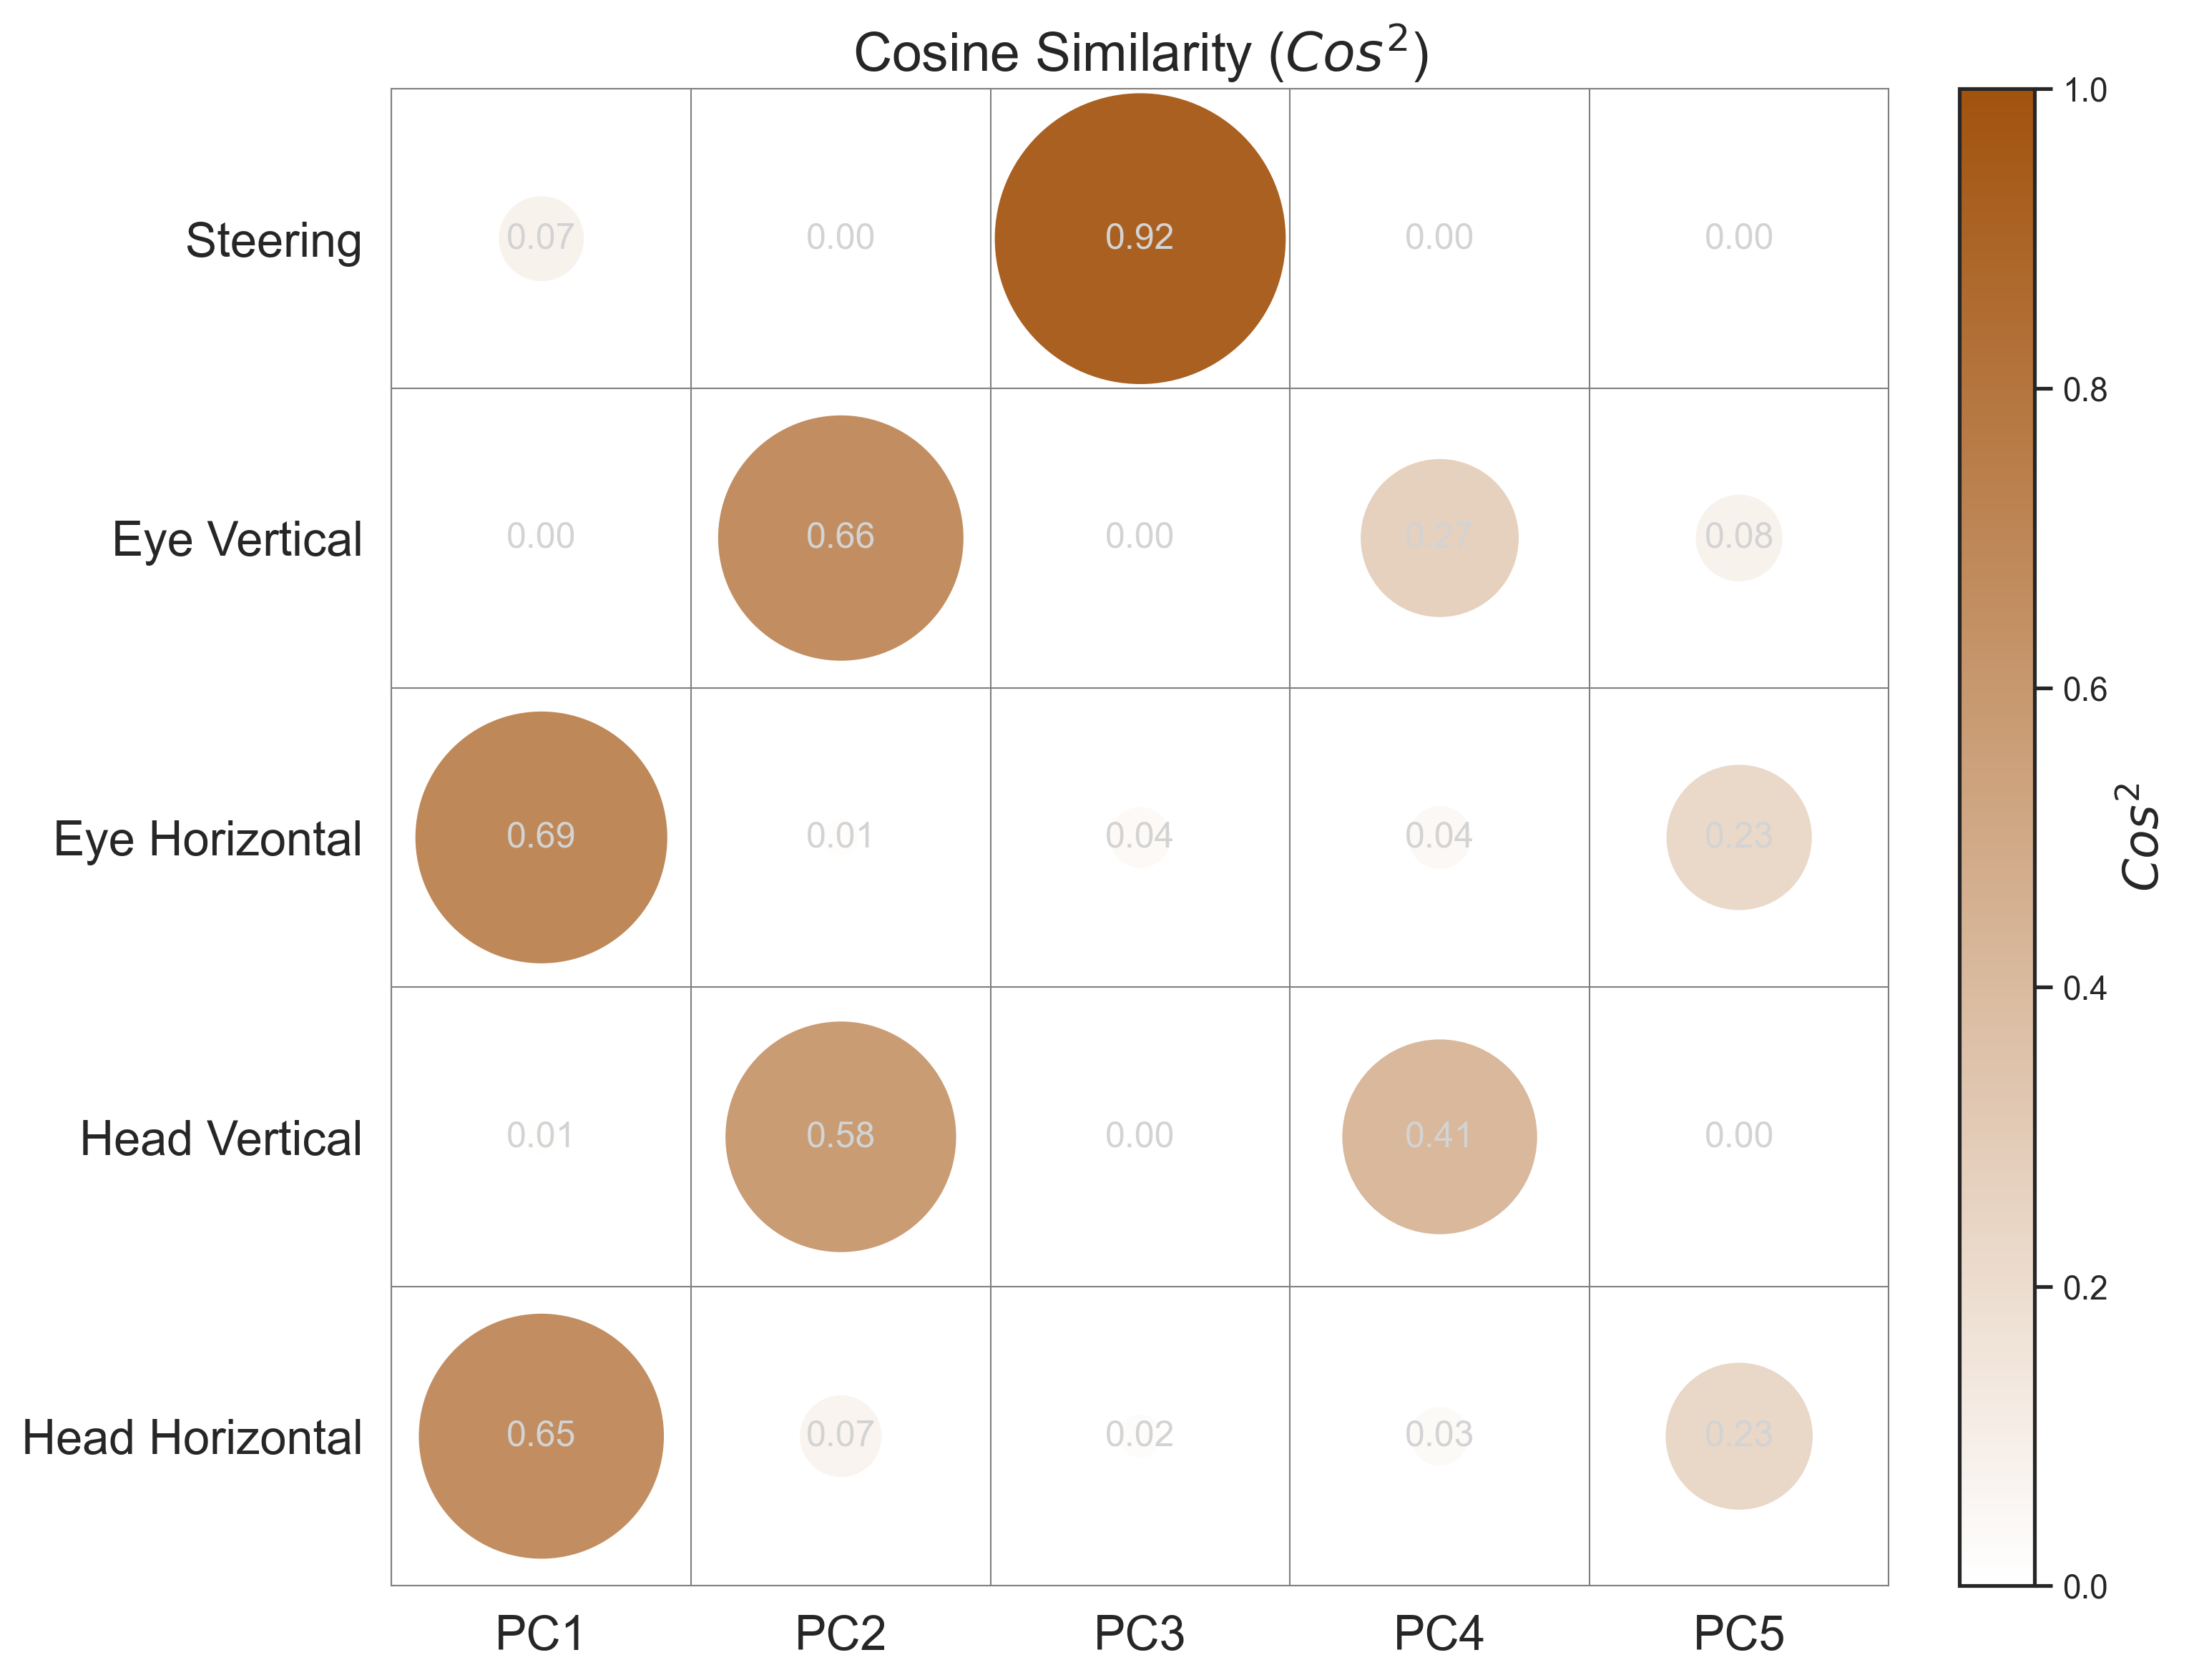 Cosine Similarity (Cos²)
Steering 0.07 0.00 0.92 0.00 0.00
Eye Vertical 0.00 0.66 0.00 0.27 0.08
Eye Horizontal 0.69 0.01 0.04 0.04 0.23
Head Vertical 0.01 0.58 0.00 0.41 0.00
Head Horizontal 0.65 0.07 0.02 0.03 0.23
PC1 PC2 PC3 PC4 PC5
1.0
0.8
0.6
0.4
0.2
0.0
Cos²